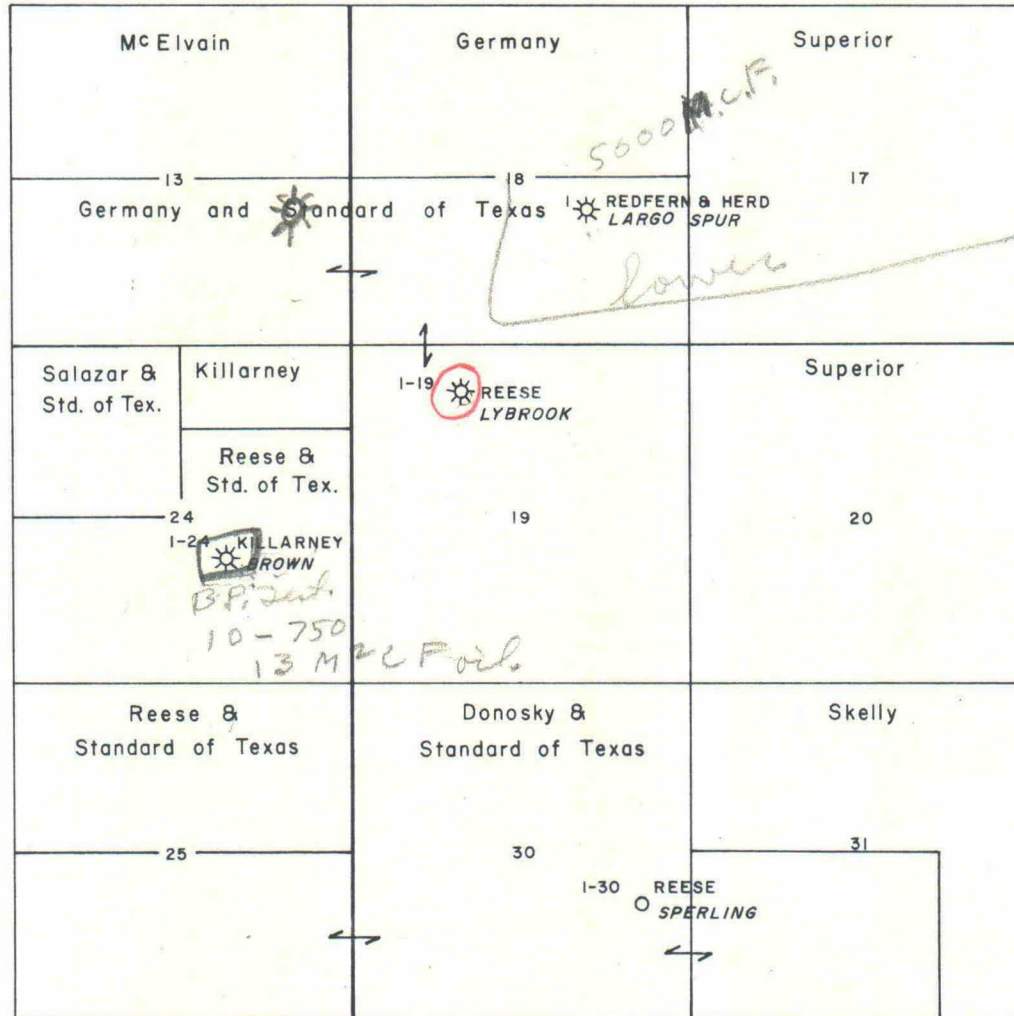 Mc Elvain
Germany
Superior
5000 M.C.F.
13
18
17
Germany and Standard of Texas
1 REDFERN & HERD
LARGO SPUR
lower
Salazar &
Std. of Tex.
Killarney
1-19 REESE
LYBROOK
Superior
Reese &
Std. of Tex.
24
19
20
1-24 KILLARNEY
BROWN
B.P. Test.
10 - 750
13 M
Reese &
Standard of Texas
Donosky &
Standard of Texas
Skelly
25
30
31
1-30 REESE
SPERLING